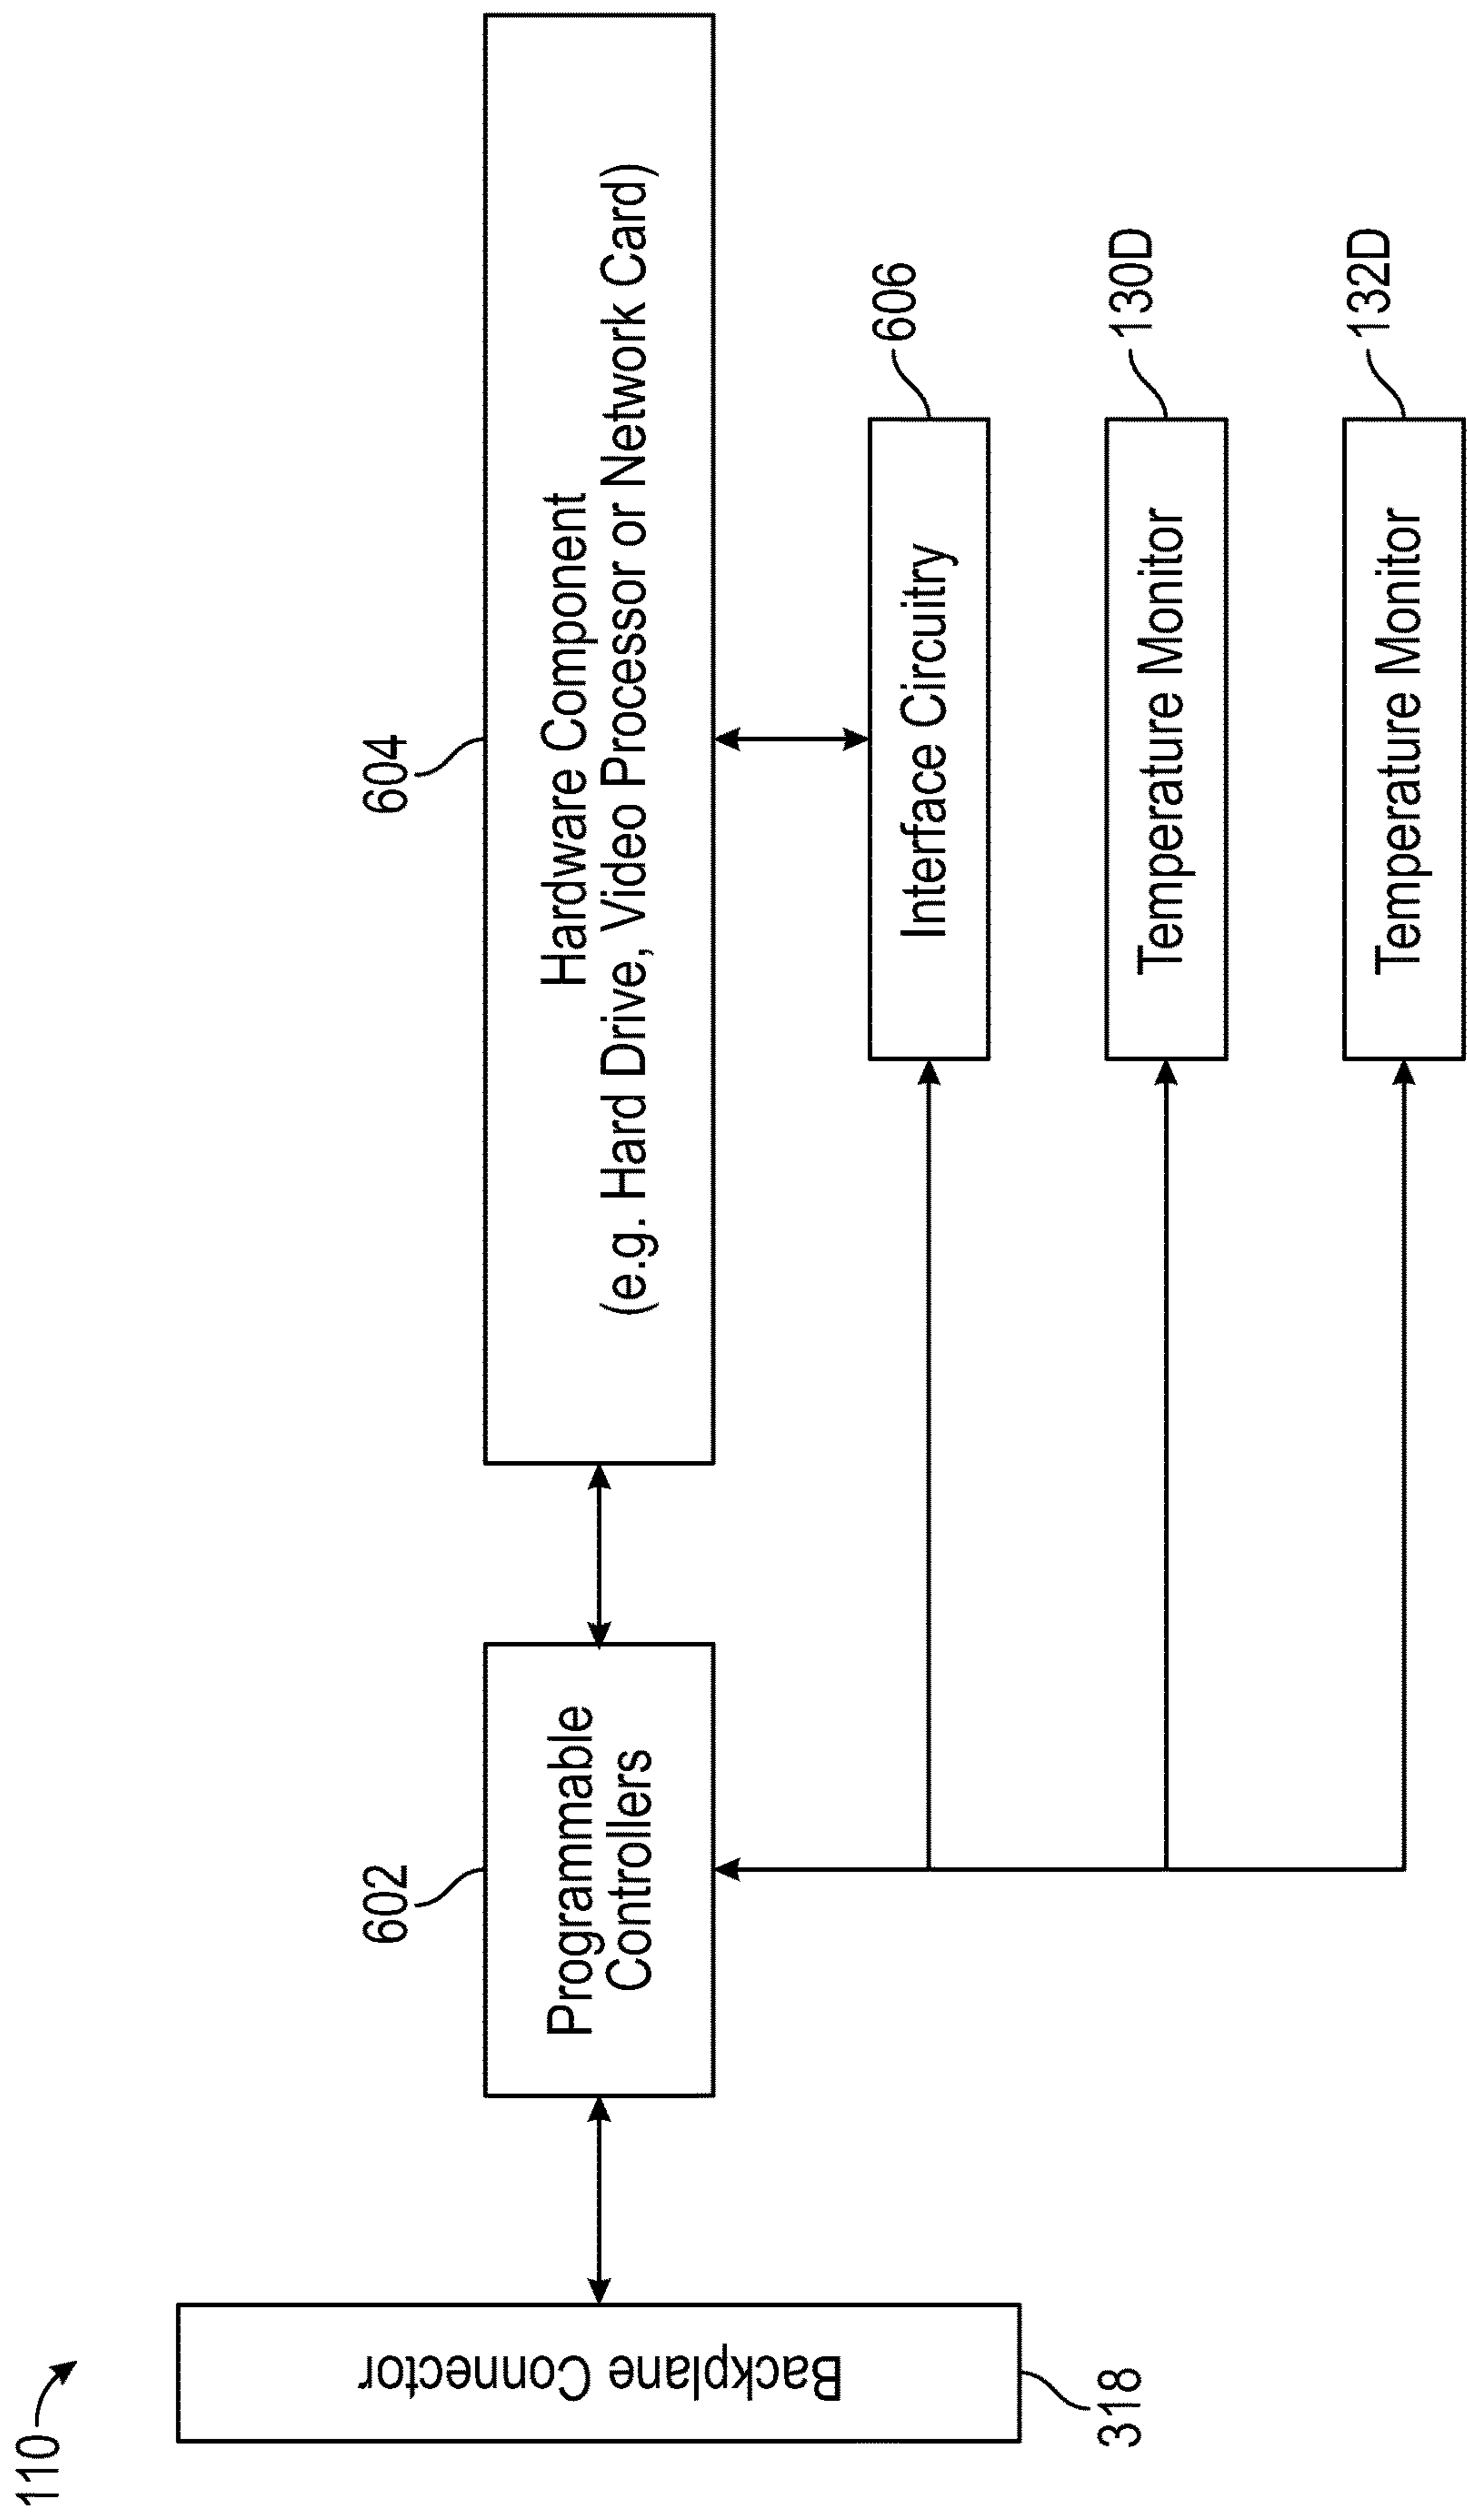 110
Backplane Connector
318
602
Programmable
Controllers
604
Hardware Component
(e.g. Hard Drive, Video Processor or Network Card)
606
Interface Circuitry
130D
Temperature Monitor
132D
Temperature Monitor